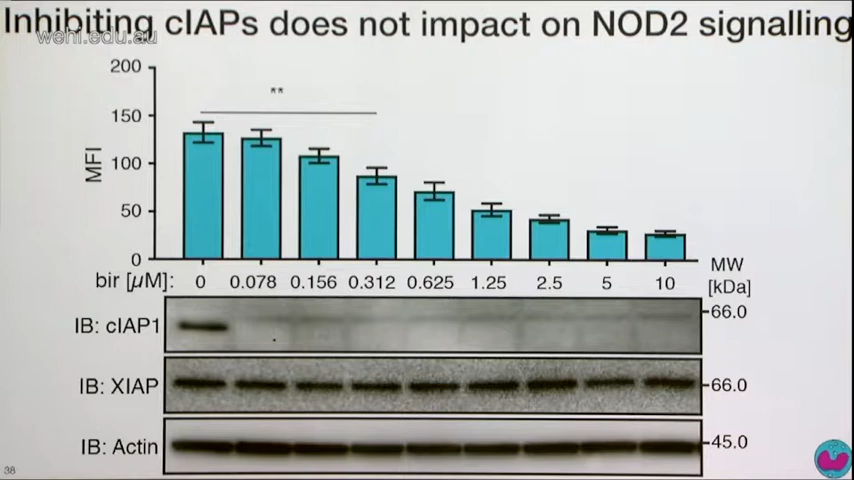 Inhibiting cIAPs does not impact on NOD2 signalling
wehi.edu.au
200
**
150
MFI
100
50
0
MW
bir [µM]: 0 0.078 0.156 0.312 0.625 1.25 2.5 5 10 [kDa]
66.0
IB: cIAP1
IB: XIAP 66.0
IB: Actin 45.0
38